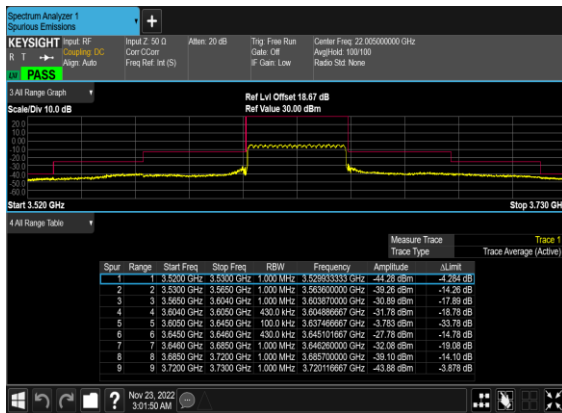 Spectrum Analyzer 1
Spurious Emissions
KEYSIGHT Input: RF Input Z: 50 Ω Atten: 20 dB Trig: Free Run Center Freq: 22.005000000 GHz
R T Coupling: DC Corr CCorr Gate: Off Avg|Hold: 100/100
Align: Auto Freq Ref: Int (S) IF Gain: Low Radio Std: None
PASS
3 All Range Graph
Ref Lvl Offset 18.67 dB
Scale/Div 10.0 dB Ref Value 30.00 dBm
20.0
10.0
0.00
-10.0
-20.0
-30.0
-40.0
-50.0
-60.0
Start 3.520 GHz Stop 3.730 GH
4 All Range Table
Measure Trace Trace 1
Trace Type Trace Average (Active)
Spur Range Start Freq Stop Freq RBW Frequency Amplitude ΔLimit
1 1 3.5200 GHz 3.5300 GHz 1.000 MHz 3.529933333 GHz -44.28 dBm -4.284 dB
2 2 3.5300 GHz 3.5650 GHz 1.000 MHz 3.563600000 GHz -39.26 dBm -14.26 dB
3 3 3.5650 GHz 3.6040 GHz 1.000 MHz 3.603870000 GHz -30.89 dBm -17.89 dB
4 4 3.6040 GHz 3.6050 GHz 430.0 kHz 3.604886667 GHz -31.78 dBm -18.78 dB
5 5 3.6050 GHz 3.6450 GHz 100.0 kHz 3.637466667 GHz -3.783 dBm -33.78 dB
6 6 3.6450 GHz 3.6460 GHz 430.0 kHz 3.645101667 GHz -27.78 dBm -14.78 dB
7 7 3.6460 GHz 3.6850 GHz 1.000 MHz 3.646260000 GHz -32.08 dBm -19.08 dB
8 8 3.6850 GHz 3.7200 GHz 1.000 MHz 3.685700000 GHz -39.10 dBm -14.10 dB
9 9 3.7200 GHz 3.7300 GHz 1.000 MHz 3.720116667 GHz -43.88 dBm -3.878 dB
Nov 23, 2022
3:01:50 AM